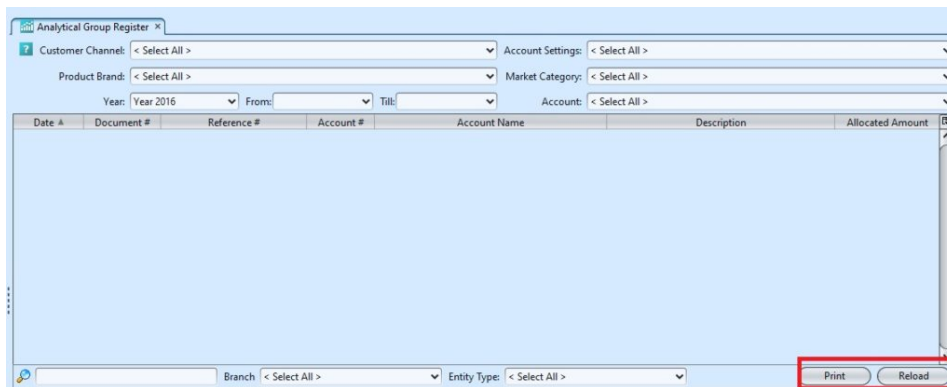 Analytical Group Register ×
? Customer Channel: < Select All > Account Settings: < Select All >
Product Brand: < Select All > Market Category: < Select All >
Year: Year 2016 From: Till: Account: < Select All >
Date Document # Reference # Account # Account Name Description Allocated Amount
Branch < Select All > Entity Type: < Select All > Print Reload